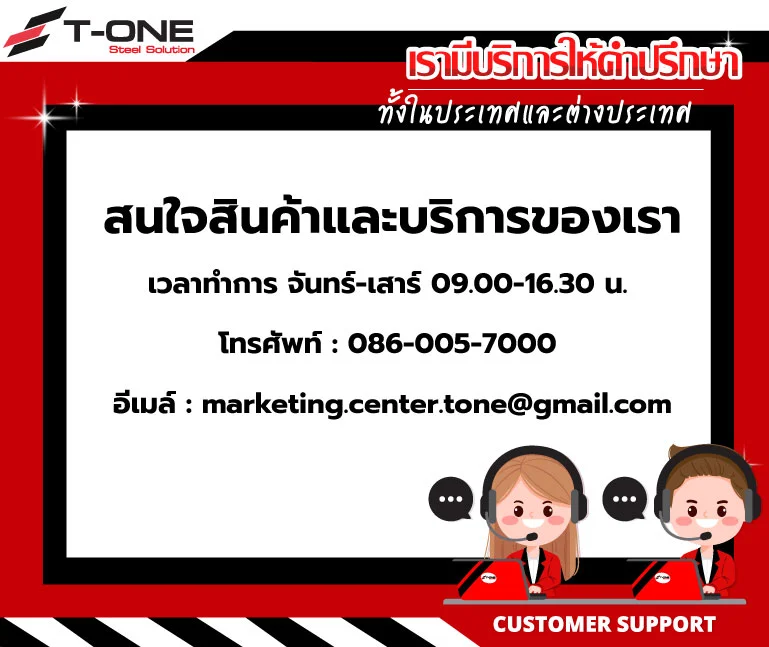 T-ONE
Steel Solution
เรามีบริการให้คำปรึกษา
ทั้งในประเทศและต่างประเทศ
สนใจสินค้าและบริการของเรา
เวลาทำการ จันทร์-เสาร์ 09.00-16.30 น.
โทรศัพท์ : 086-005-7000
อีเมล์ : marketing.center.tone@gmail.com
CUSTOMER SUPPORT